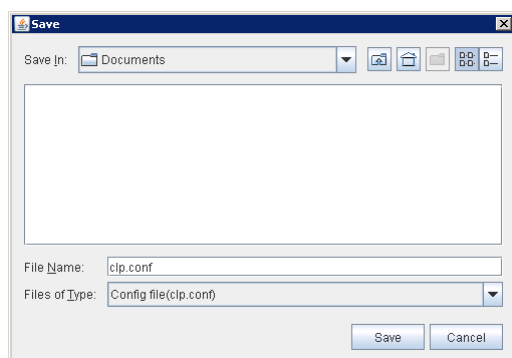 Save
Save In: Documents
File Name: clp.conf
Files of Type: Config file(clp.conf)
Save Cancel